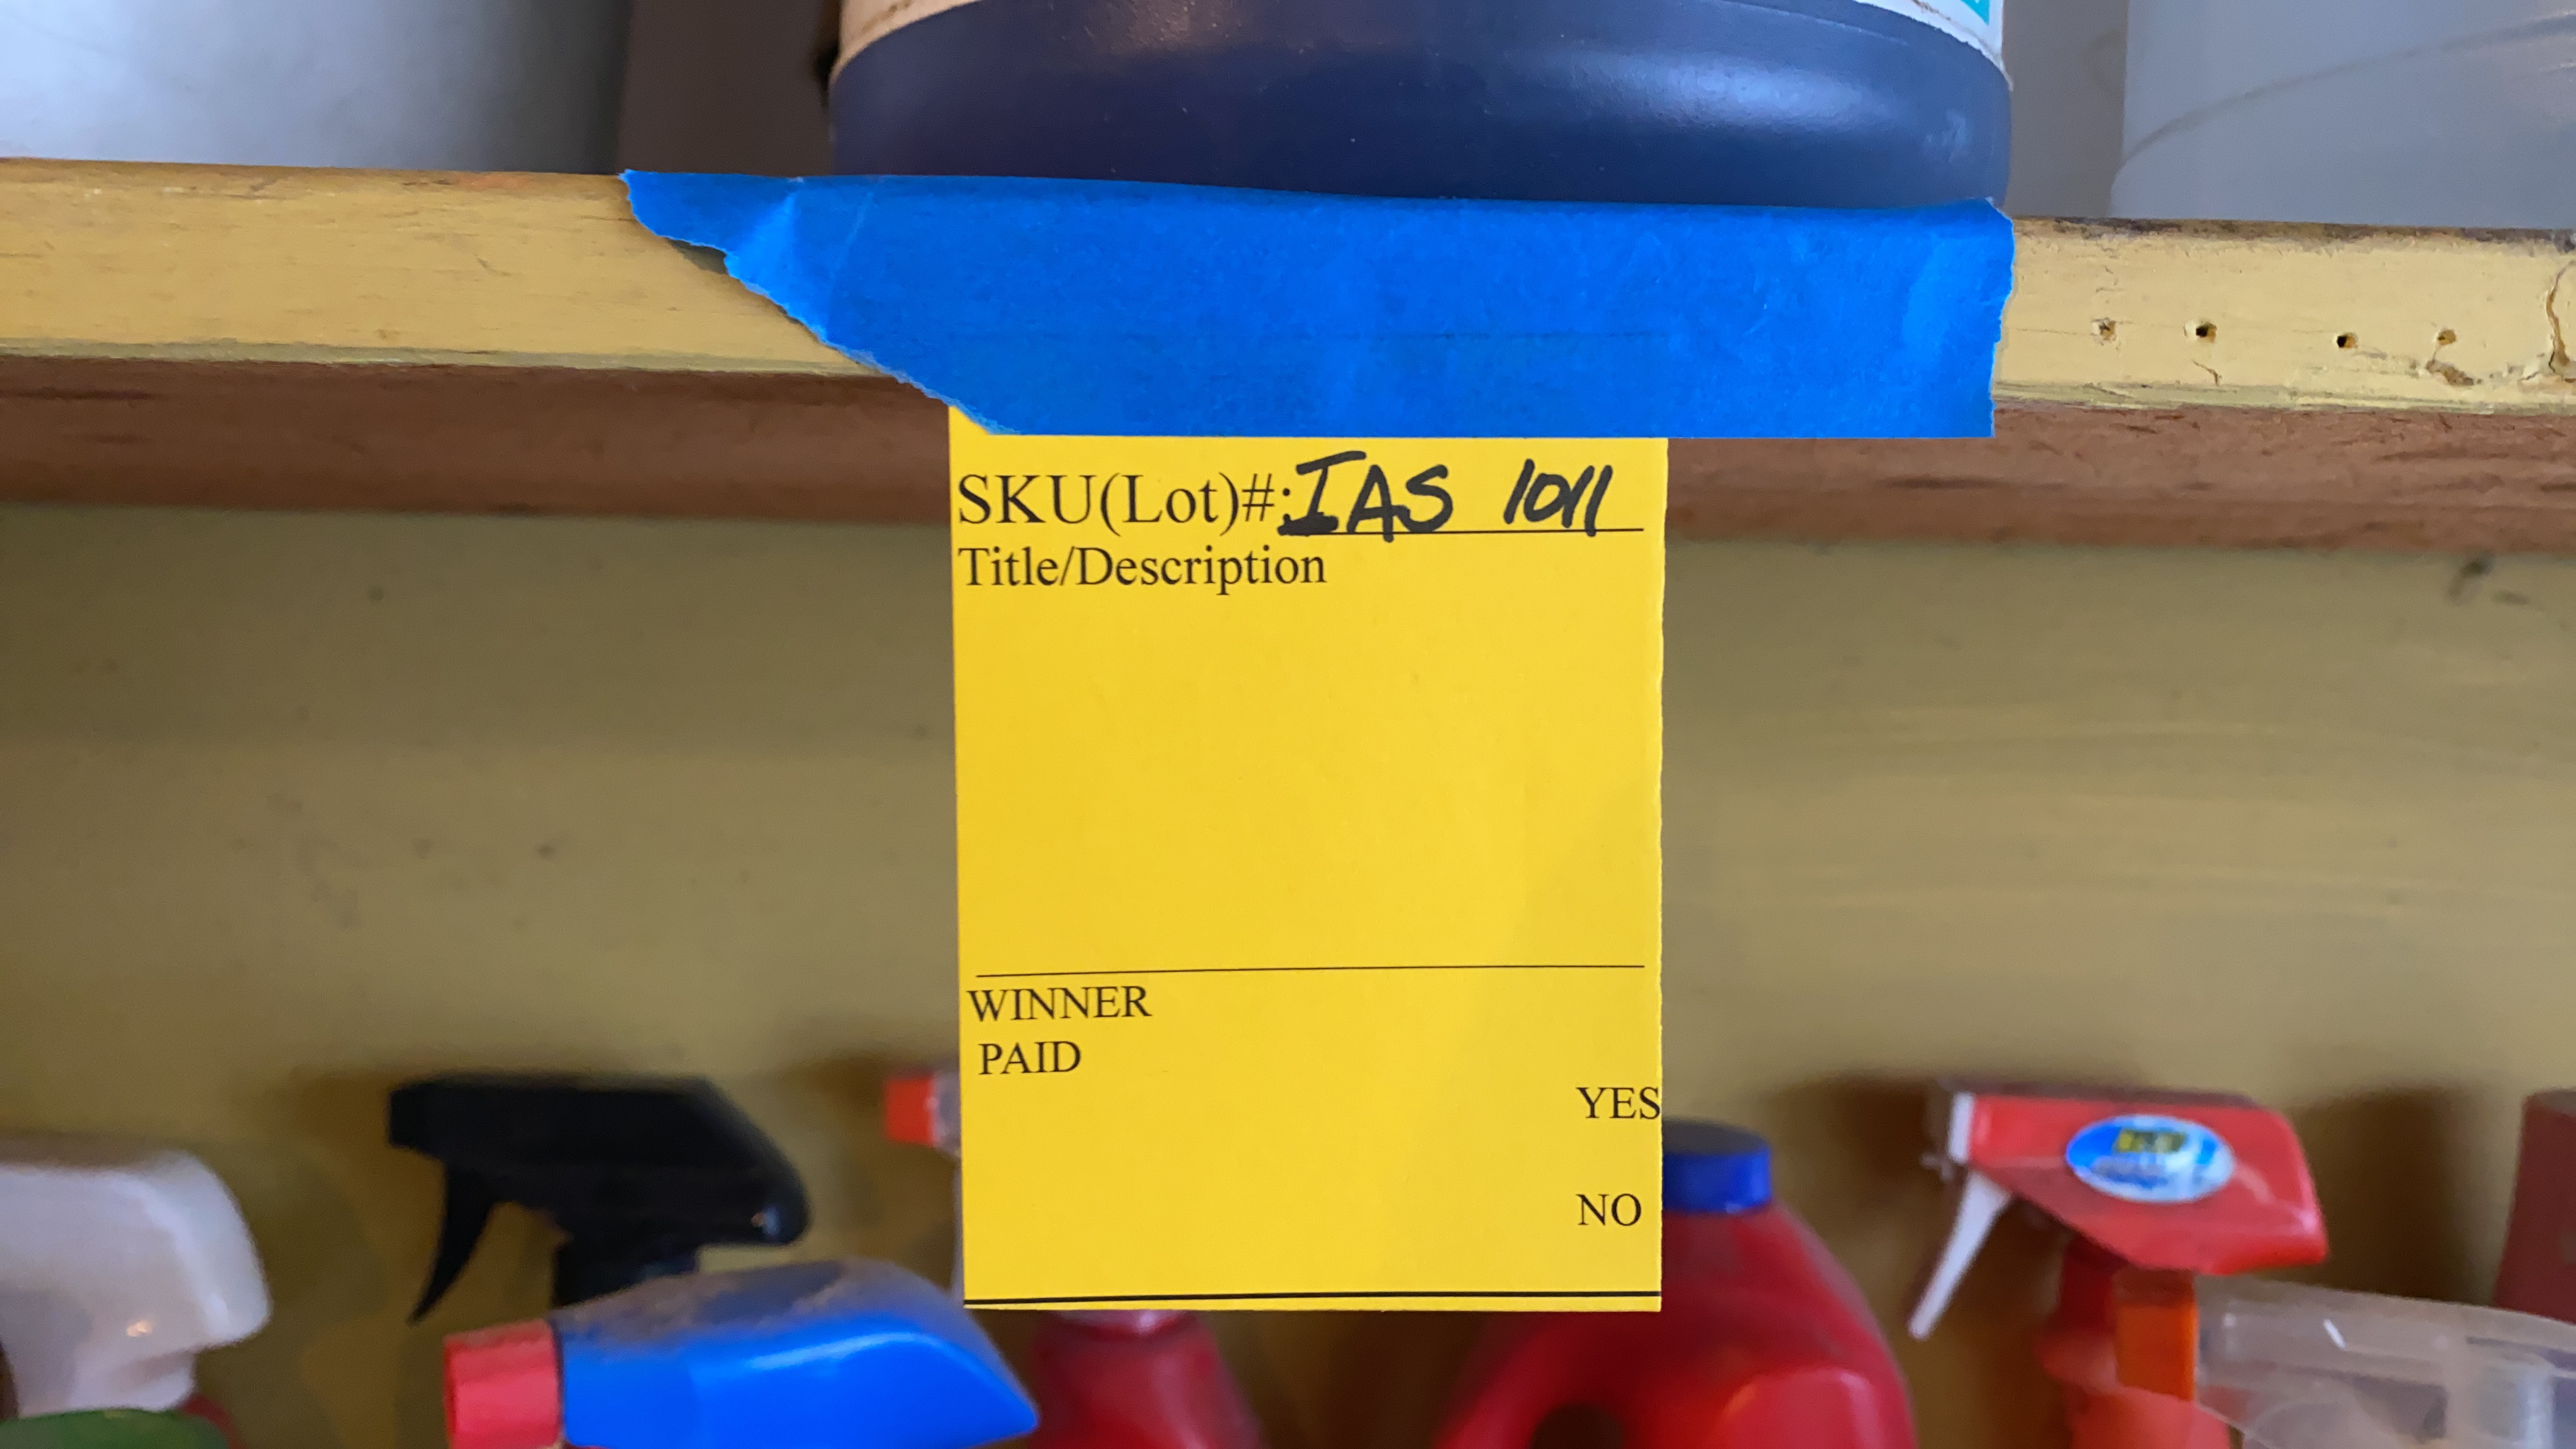 SKU(Lot)#: IAS 1011
Title/Description
WINNER
PAID
YES
NO